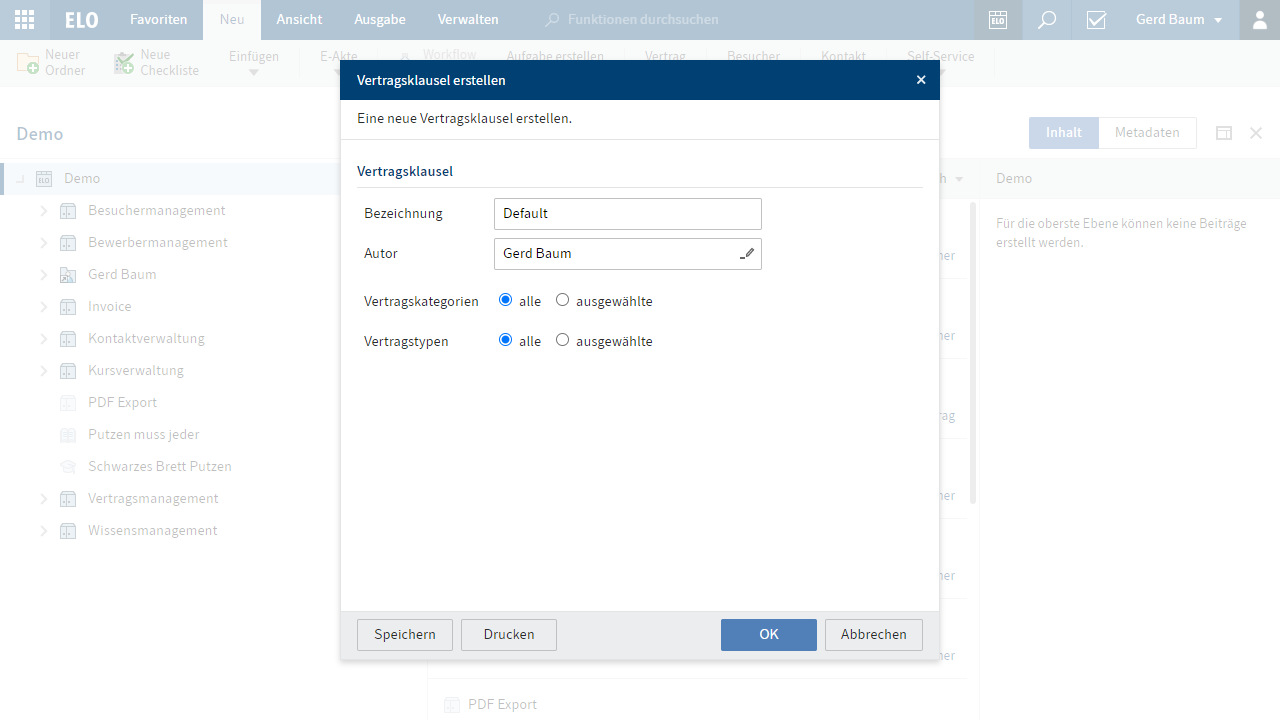 ELO Favoriten Neu Ansicht Ausgabe Verwalten Funktionen durchsuchen ELO Gerd Baum
Neuer Ordner
Neue Checkliste
Einfügen
E-Akte
Workflow
Aufgabe erstellen
Vertrag
Besucher
Kontakt
Self-Service
Demo
Inhalt Metadaten
Demo
Besuchermanagement
Bewerbermanagement
Gerd Baum
Invoice
Kontaktverwaltung
Kursverwaltung
PDF Export
Putzen muss jeder
Schwarzes Brett Putzen
Vertragsmanagement
Wissensmanagement
Vertragsklausel erstellen
Eine neue Vertragsklausel erstellen.
Vertragsklausel
Bezeichnung Default
Autor Gerd Baum
Vertragskategorien alle ausgewählte
Vertragstypen alle ausgewählte
Speichern Drucken OK Abbrechen
PDF Export
Demo
Für die oberste Ebene können keine Beiträge
erstellt werden.